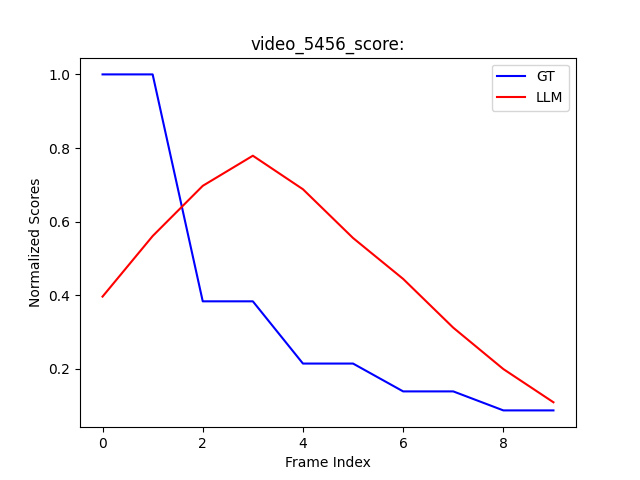 video_5456_score:
GT
LLM
Normalized Scores
1.0
0.8
0.6
0.4
0.2
0 2 4 6 8
Frame Index